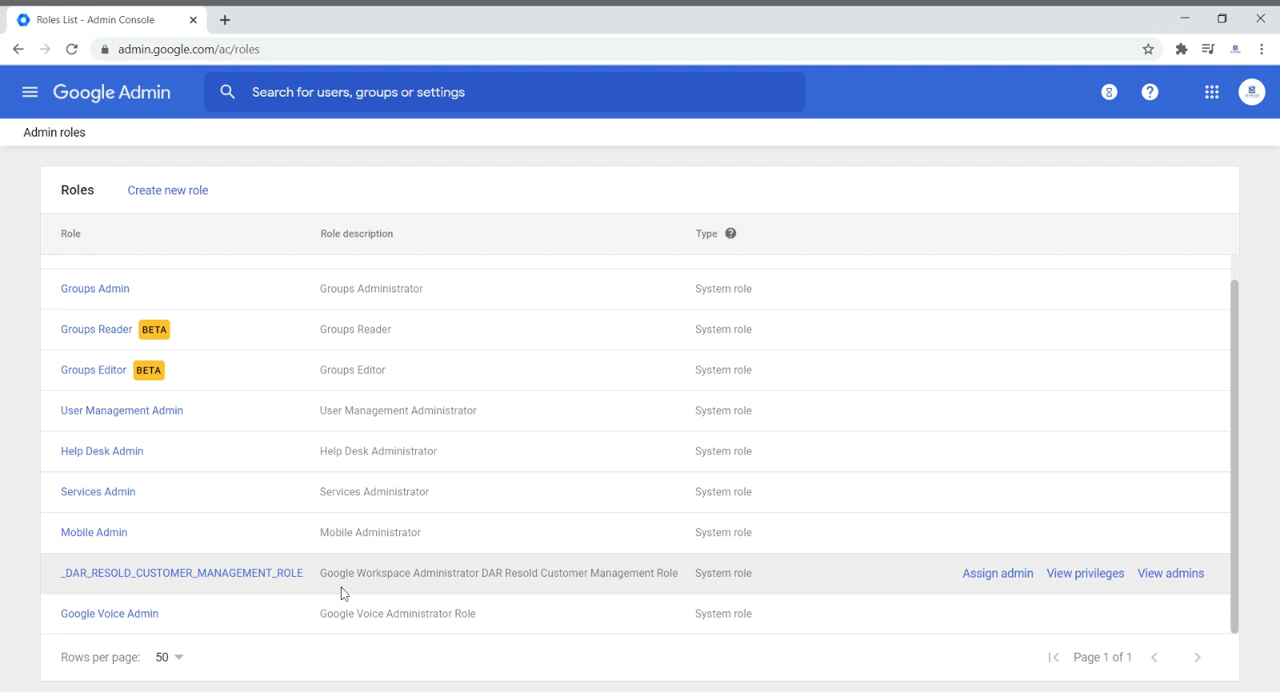 Roles List - Admin Console
admin.google.com/ac/roles
Google Admin
Search for users, groups or settings
Admin roles
Roles
Create new role
Role Role description Type
Groups Admin Groups Administrator System role
Groups Reader BETA Groups Reader System role
Groups Editor BETA Groups Editor System role
User Management Admin User Management Administrator System role
Help Desk Admin Help Desk Administrator System role
Services Admin Services Administrator System role
Mobile Admin Mobile Administrator System role
_DAR_RESOLD_CUSTOMER_MANAGEMENT_ROLE Google Workspace Administrator DAR Resold Customer Management Role System role Assign admin View privileges View admins
Google Voice Admin Google Voice Administrator Role System role
Rows per page: 50 Page 1 of 1